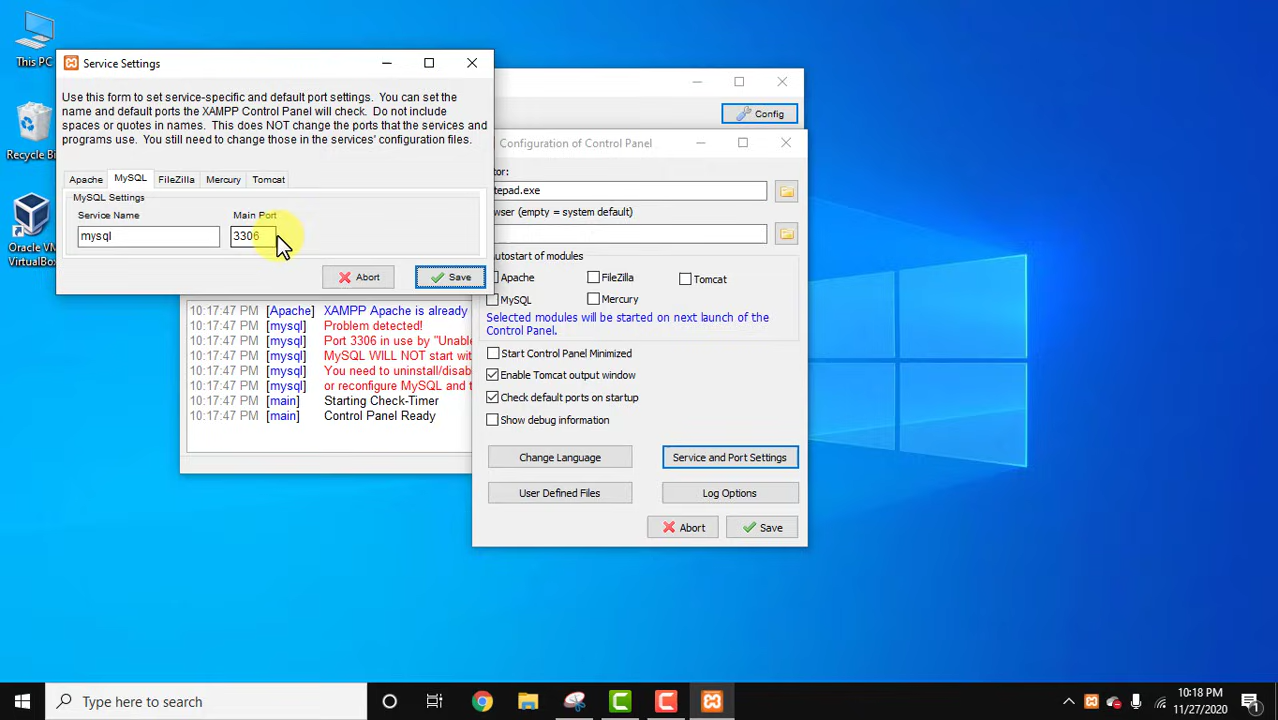 This PC
Recycle Bi
Oracle VM
VirtualBox
Service Settings
Use this form to set service-specific and default port settings. You can set the
name and default ports the XAMPP Control Panel will check. Do not include
spaces or quotes in names. This does NOT change the ports that the services and
programs use. You still need to change those in the services' configuration files.
Apache MySQL FileZilla Mercury Tomcat
MySQL Settings
Service Name Main Port
mysql 3306
Abort Save
Config
Configuration of Control Panel
tor:
tepad.exe
wser (empty = system default)
utostart of modules
Apache FileZilla Tomcat
MySQL Mercury
Selected modules will be started on next launch of the
Control Panel.
Start Control Panel Minimized
Enable Tomcat output window
Check default ports on startup
Show debug information
Change Language Service and Port Settings
User Defined Files Log Options
Abort Save
10:17:47 PM [Apache] XAMPP Apache is already
10:17:47 PM [mysql] Problem detected!
10:17:47 PM [mysql] Port 3306 in use by "Unable
10:17:47 PM [mysql] MySQL WILL NOT start wit
10:17:47 PM [mysql] You need to uninstall/disab
10:17:47 PM [mysql] or reconfigure MySQL and t
10:17:47 PM [main] Starting Check-Timer
10:17:47 PM [main] Control Panel Ready
Type here to search
10:18 PM
11/27/2020
1